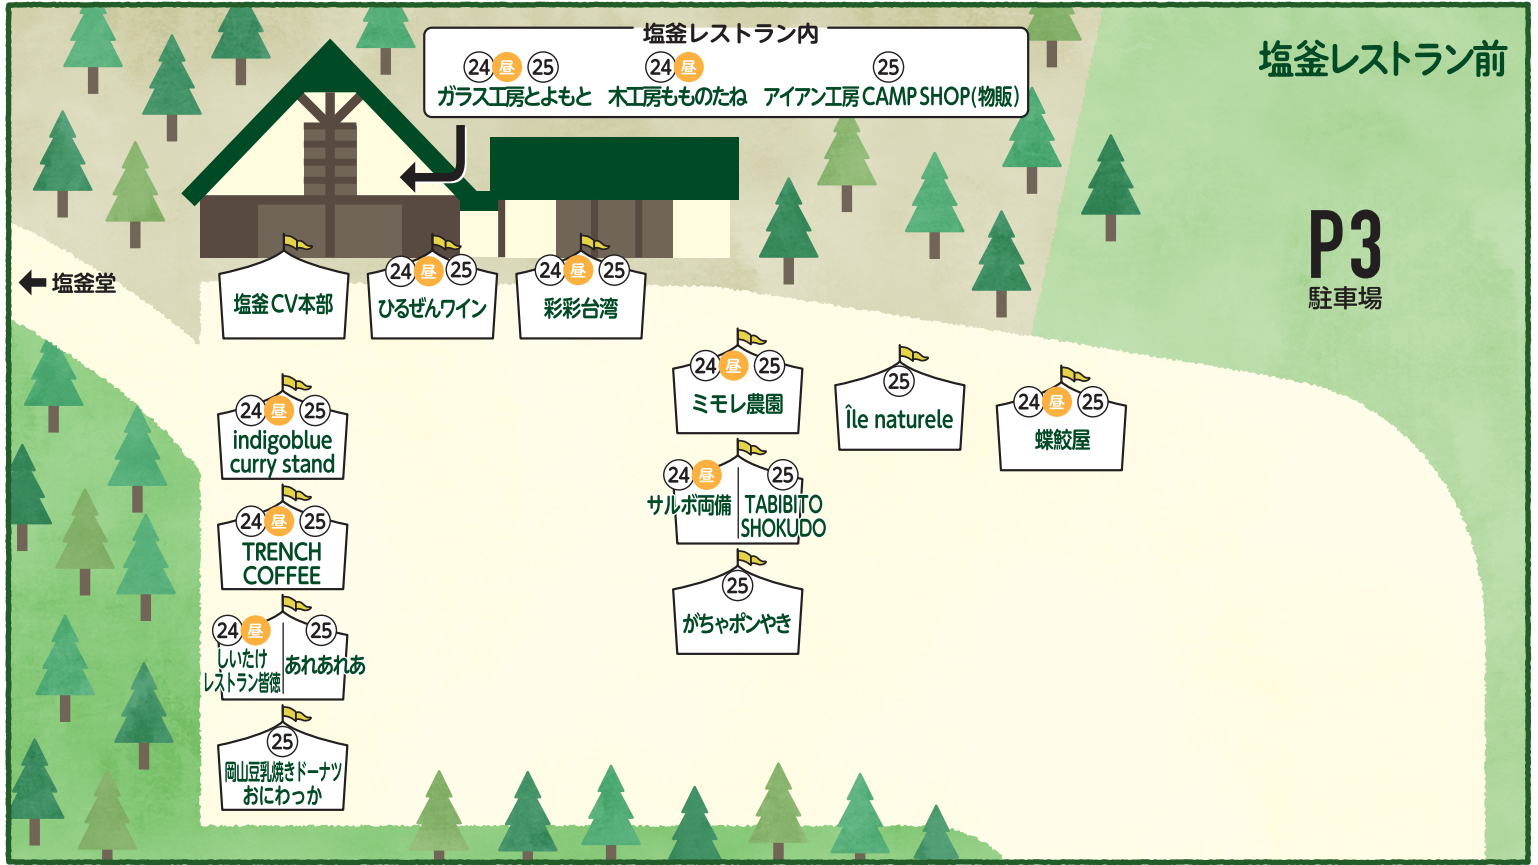 塩釜レストラン前
塩釜レストラン内
24 昼 25
ガラス工房とよもと
24 昼
木工房もものたね
25
アイアン工房 CAMP SHOP(物販)
P3
駐車場
塩釜堂
塩釜CV本部
24 昼 25
ひるぜんワイン
24 昼 25
彩彩台湾
24 昼 25
ミモレ農園
25
Île naturele
24 昼 25
蝶鮫屋
24 昼 25
indigoblue
curry stand
24 昼
サルボ両備
25
TABIBITO
SHOKUDO
24 昼 25
TRENCH
COFFEE
25
がちゃポンやき
24 昼
しいたけ
レストラン皆徳
25
あれあれあ
25
岡山豆乳焼きドーナツ
おにわっか